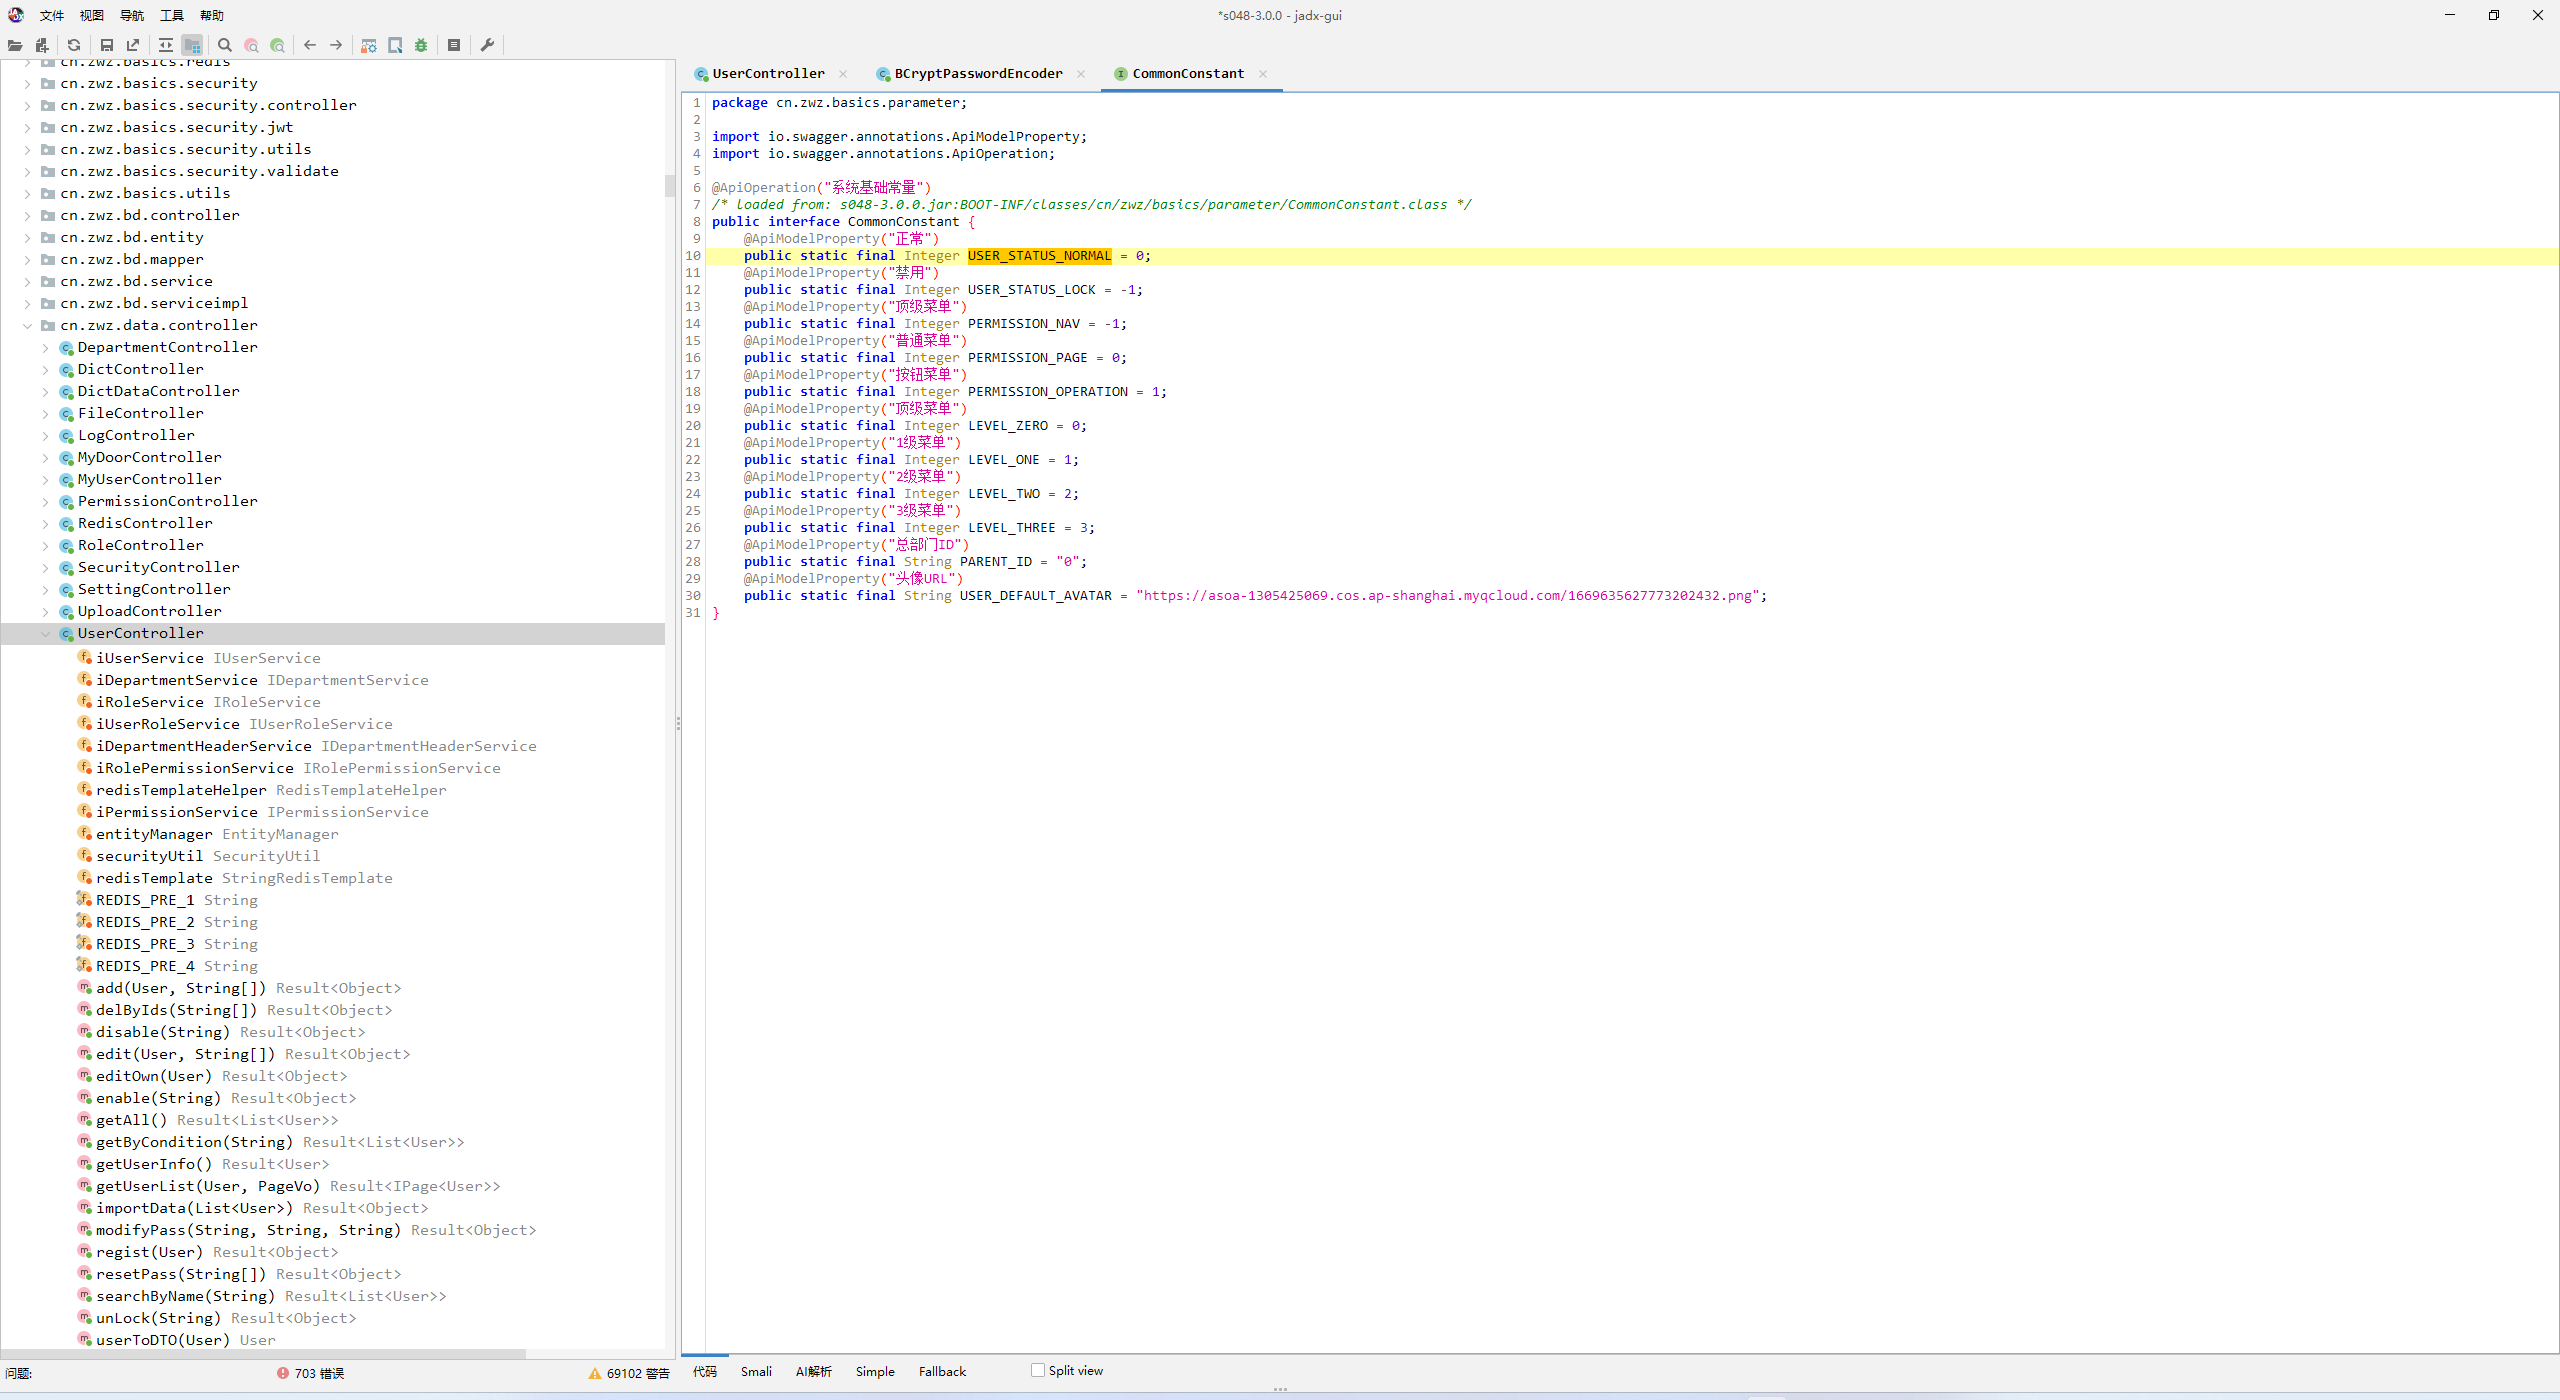 文件 视图 导航 工具 帮助
*s048-3.0.0 - jadx-gui
cn.zwz.basics.redis
cn.zwz.basics.security
cn.zwz.basics.security.controller
cn.zwz.basics.security.jwt
cn.zwz.basics.security.utils
cn.zwz.basics.security.validate
cn.zwz.basics.utils
cn.zwz.bd.controller
cn.zwz.bd.entity
cn.zwz.bd.mapper
cn.zwz.bd.service
cn.zwz.bd.serviceimpl
cn.zwz.data.controller
DepartmentController
DictController
DictDataController
FileController
LogController
MyDoorController
MyUserController
PermissionController
RedisController
RoleController
SecurityController
SettingController
UploadController
UserController
iUserService IUserService
iDepartmentService IDepartmentService
iRoleService IRoleService
iUserRoleService IUserRoleService
iDepartmentHeaderService IDepartmentHeaderService
iRolePermissionService IRolePermissionService
redisTemplateHelper RedisTemplateHelper
iPermissionService IPermissionService
entityManager EntityManager
securityUtil SecurityUtil
redisTemplate StringRedisTemplate
REDIS_PRE_1 String
REDIS_PRE_2 String
REDIS_PRE_3 String
REDIS_PRE_4 String
add(User, String[]) Result<Object>
delByIds(String[]) Result<Object>
disable(String) Result<Object>
edit(User, String[]) Result<Object>
editOwn(User) Result<Object>
enable(String) Result<Object>
getAll() Result<List<User>>
getByCondition(String) Result<List<User>>
getUserInfo() Result<User>
getUserList(User, PageVo) Result<IPage<User>>
importData(List<User>) Result<Object>
modifyPass(String, String, String) Result<Object>
regist(User) Result<Object>
resetPass(String[]) Result<Object>
searchByName(String) Result<List<User>>
unLock(String) Result<Object>
userToDTO(User) User
问题: 703 错误 69102 警告
UserController BCryptPasswordEncoder CommonConstant
1 package cn.zwz.basics.parameter;
2
3 import io.swagger.annotations.ApiModelProperty;
4 import io.swagger.annotations.ApiOperation;
5
6 @ApiOperation("系统基础常量")
7 /* loaded from: s048-3.0.0.jar:BOOT-INF/classes/cn/zwz/basics/parameter/CommonConstant.class */
8 public interface CommonConstant {
9 @ApiModelProperty("正常")
10 public static final Integer USER_STATUS_NORMAL = 0;
11 @ApiModelProperty("禁用")
12 public static final Integer USER_STATUS_LOCK = -1;
13 @ApiModelProperty("顶级菜单")
14 public static final Integer PERMISSION_NAV = -1;
15 @ApiModelProperty("普通菜单")
16 public static final Integer PERMISSION_PAGE = 0;
17 @ApiModelProperty("按钮菜单")
18 public static final Integer PERMISSION_OPERATION = 1;
19 @ApiModelProperty("顶级菜单")
20 public static final Integer LEVEL_ZERO = 0;
21 @ApiModelProperty("1级菜单")
22 public static final Integer LEVEL_ONE = 1;
23 @ApiModelProperty("2级菜单")
24 public static final Integer LEVEL_TWO = 2;
25 @ApiModelProperty("3级菜单")
26 public static final Integer LEVEL_THREE = 3;
27 @ApiModelProperty("总部门ID")
28 public static final String PARENT_ID = "0";
29 @ApiModelProperty("头像URL")
30 public static final String USER_DEFAULT_AVATAR = "https://asoa-1305425069.cos.ap-shanghai.myqcloud.com/1669635627773202432.png";
31 }
代码 Smali AI解析 Simple Fallback Split view